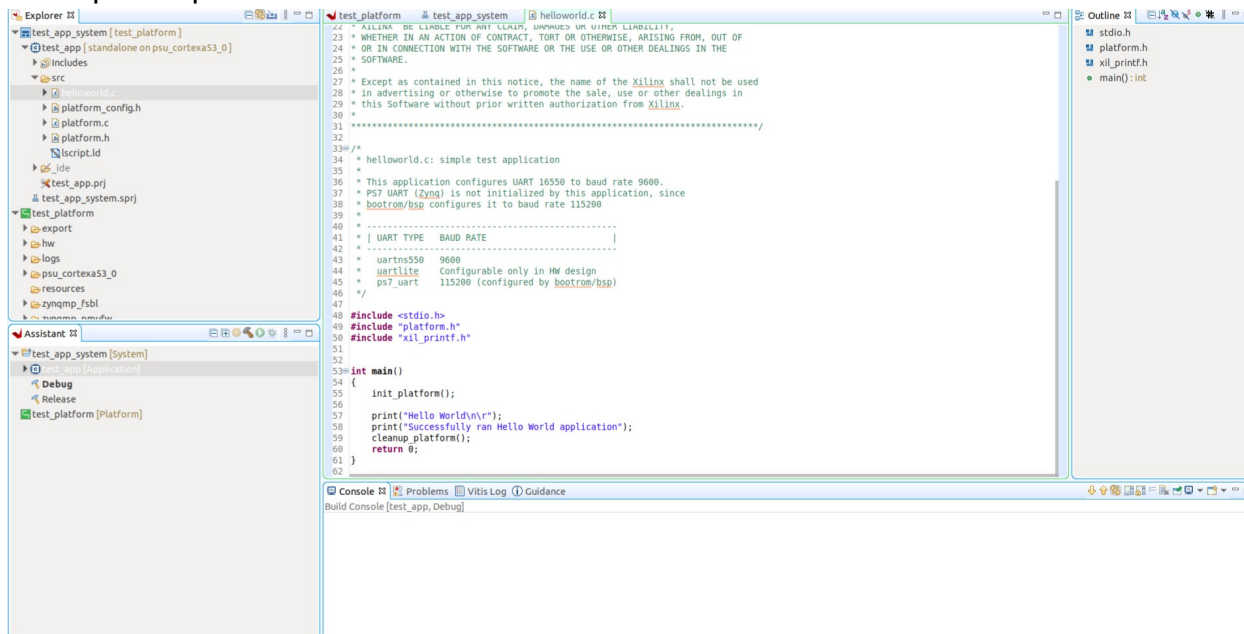 Explorer
test_app_system [ test_platform ]
test_app [ standalone on psu_cortexa53_0 ]
Includes
src
helloworld.c
platform_config.h
platform.c
platform.h
lscript.ld
_ide
test_app.prj
test_app_system.sprj
test_platform
export
hw
logs
psu_cortexa53_0
resources
zynqmp_fsbl
zynqmp_pmufw
Assistant
test_app_system [System]
test_app [Application]
Debug
Release
test_platform [Platform]
test_platform test_app_system helloworld.c
22 * XILINX BE LIABLE FOR ANY CLAIM, DAMAGES OR OTHER LIABILITY,
23 * WHETHER IN AN ACTION OF CONTRACT, TORT OR OTHERWISE, ARISING FROM, OUT OF
24 * OR IN CONNECTION WITH THE SOFTWARE OR THE USE OR OTHER DEALINGS IN THE
25 * SOFTWARE.
26 *
27 * Except as contained in this notice, the name of the Xilinx shall not be used
28 * in advertising or otherwise to promote the sale, use or other dealings in
29 * this Software without prior written authorization from Xilinx.
30 *
31 ******************************************************************************/
32
33 /*
34 * helloworld.c: simple test application
35 *
36 * This application configures UART 16550 to baud rate 9600.
37 * PS7 UART (Zynq) is not initialized by this application, since
38 * bootrom/bsp configures it to baud rate 115200
39 *
40 * ------------------------------------------------
41 * | UART TYPE BAUD RATE |
42 * ------------------------------------------------
43 * uartns550 9600
44 * uartlite Configurable only in HW design
45 * ps7_uart 115200 (configured by bootrom/bsp)
46 */
47
48 #include <stdio.h>
49 #include "platform.h"
50 #include "xil_printf.h"
51
52
53 int main()
54 {
55 init_platform();
56
57 print("Hello World\n\r");
58 print("Successfully ran Hello World application");
59 cleanup_platform();
60 return 0;
61 }
62
Outline
stdio.h
platform.h
xil_printf.h
main() : int
Console Problems Vitis Log Guidance
Build Console [test_app, Debug]